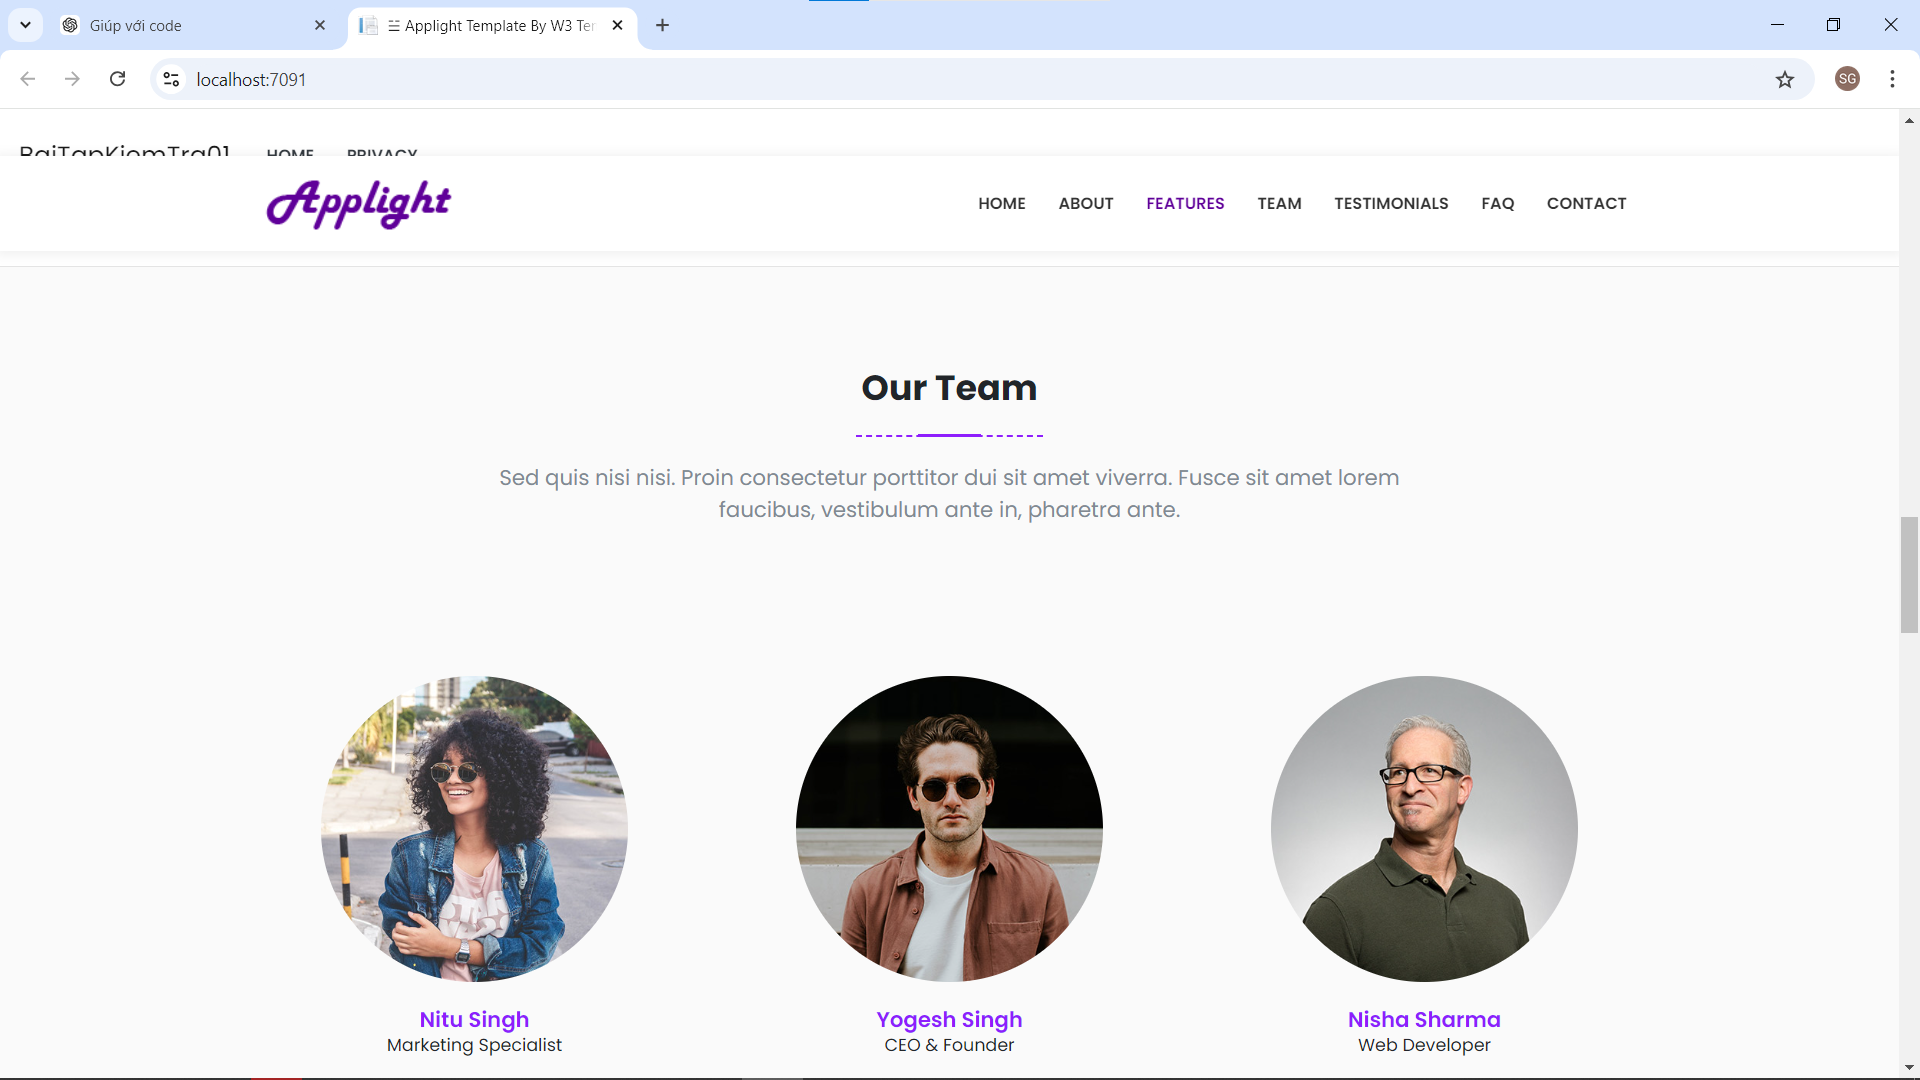 Giúp với code
☱ Applight Template By W3 Ter
localhost:7091
SG
BaiTapKiemTra01 HOME PRIVACY
Applight
HOME ABOUT FEATURES TEAM TESTIMONIALS FAQ CONTACT
Our Team
Sed quis nisi nisi. Proin consectetur porttitor dui sit amet viverra. Fusce sit amet lorem
faucibus, vestibulum ante in, pharetra ante.
Nitu Singh
Marketing Specialist
Yogesh Singh
CEO & Founder
Nisha Sharma
Web Developer